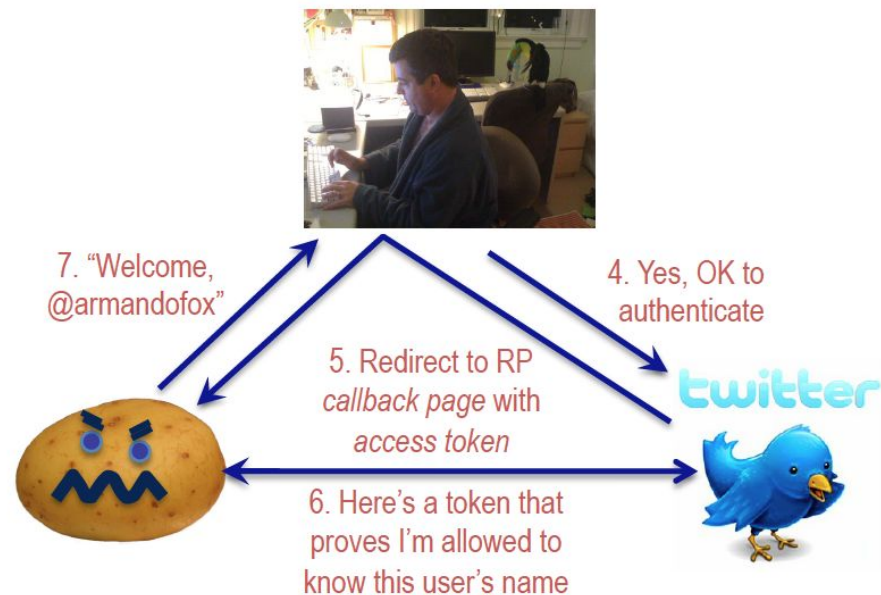 7. “Welcome,
@armandofox”
4. Yes, OK to
authenticate
5. Redirect to RP
callback page with
access token
twitter
6. Here’s a token that
proves I’m allowed to
know this user’s name